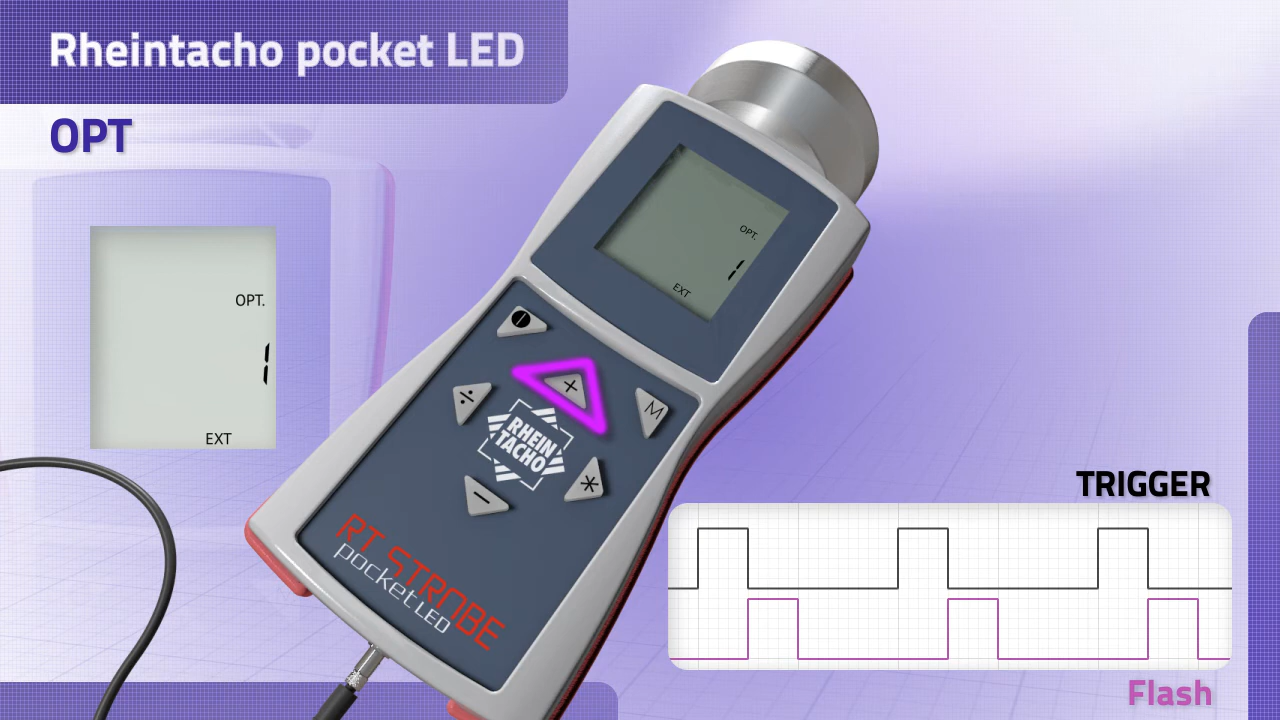 Rheintacho pocket LED
OPT
OPT.
1
EXT
OPT.
1
EXT
+
÷
M
RHEIN
TACHO
*
−
RT STROBE
pocket LED
TRIGGER
Flash